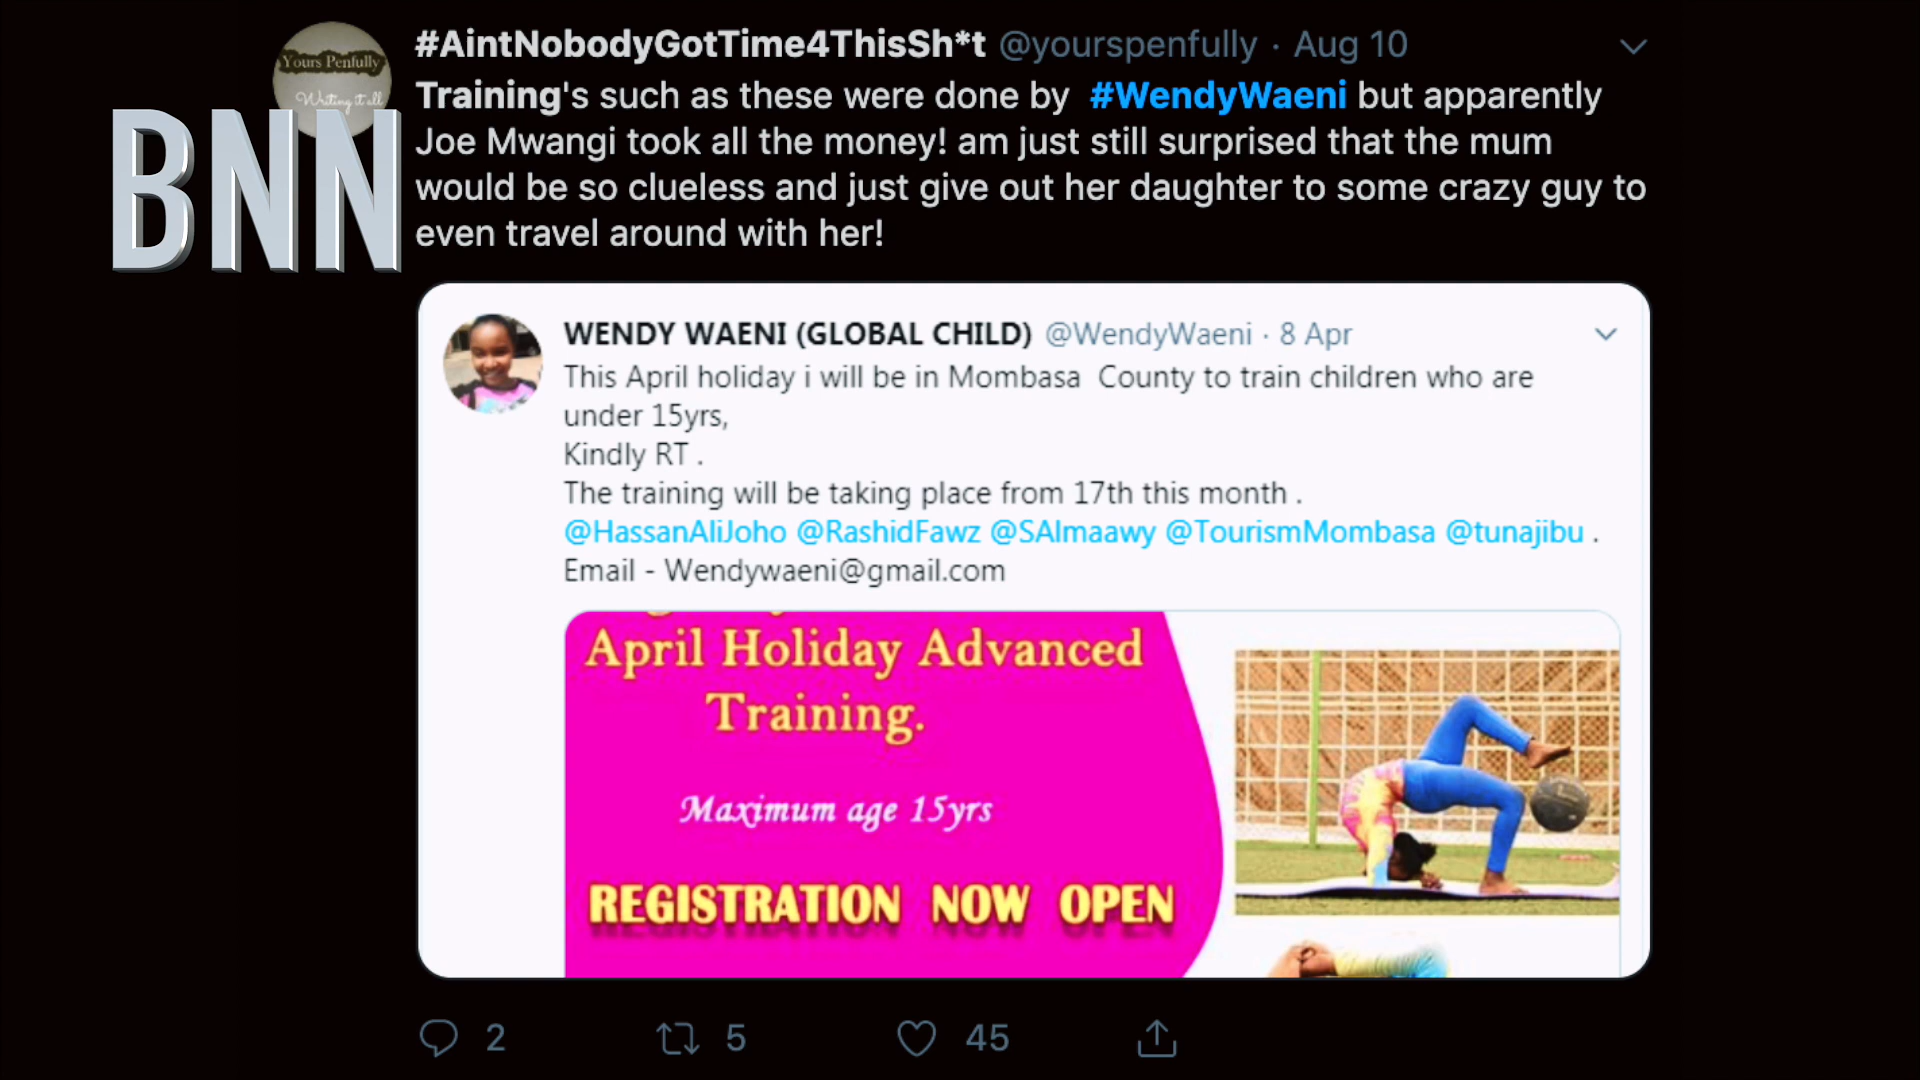 #AintNobodyGotTime4ThisSh*t @yourspenfully · Aug 10
Yours Penfully
Writing it all
BNN
Training's such as these were done by #WendyWaeni but apparently
Joe Mwangi took all the money! am just still surprised that the mum
would be so clueless and just give out her daughter to some crazy guy to
even travel around with her!
WENDY WAENI (GLOBAL CHILD) @WendyWaeni · 8 Apr
This April holiday i will be in Mombasa County to train children who are
under 15yrs,
Kindly RT .
The training will be taking place from 17th this month .
@HassanAliJoho @RashidFawz @SAlmaawy @TourismMombasa @tunajibu .
Email - Wendywaeni@gmail.com
April Holiday Advanced
Training.
Maximum age 15yrs
REGISTRATION NOW OPEN
2 5 45